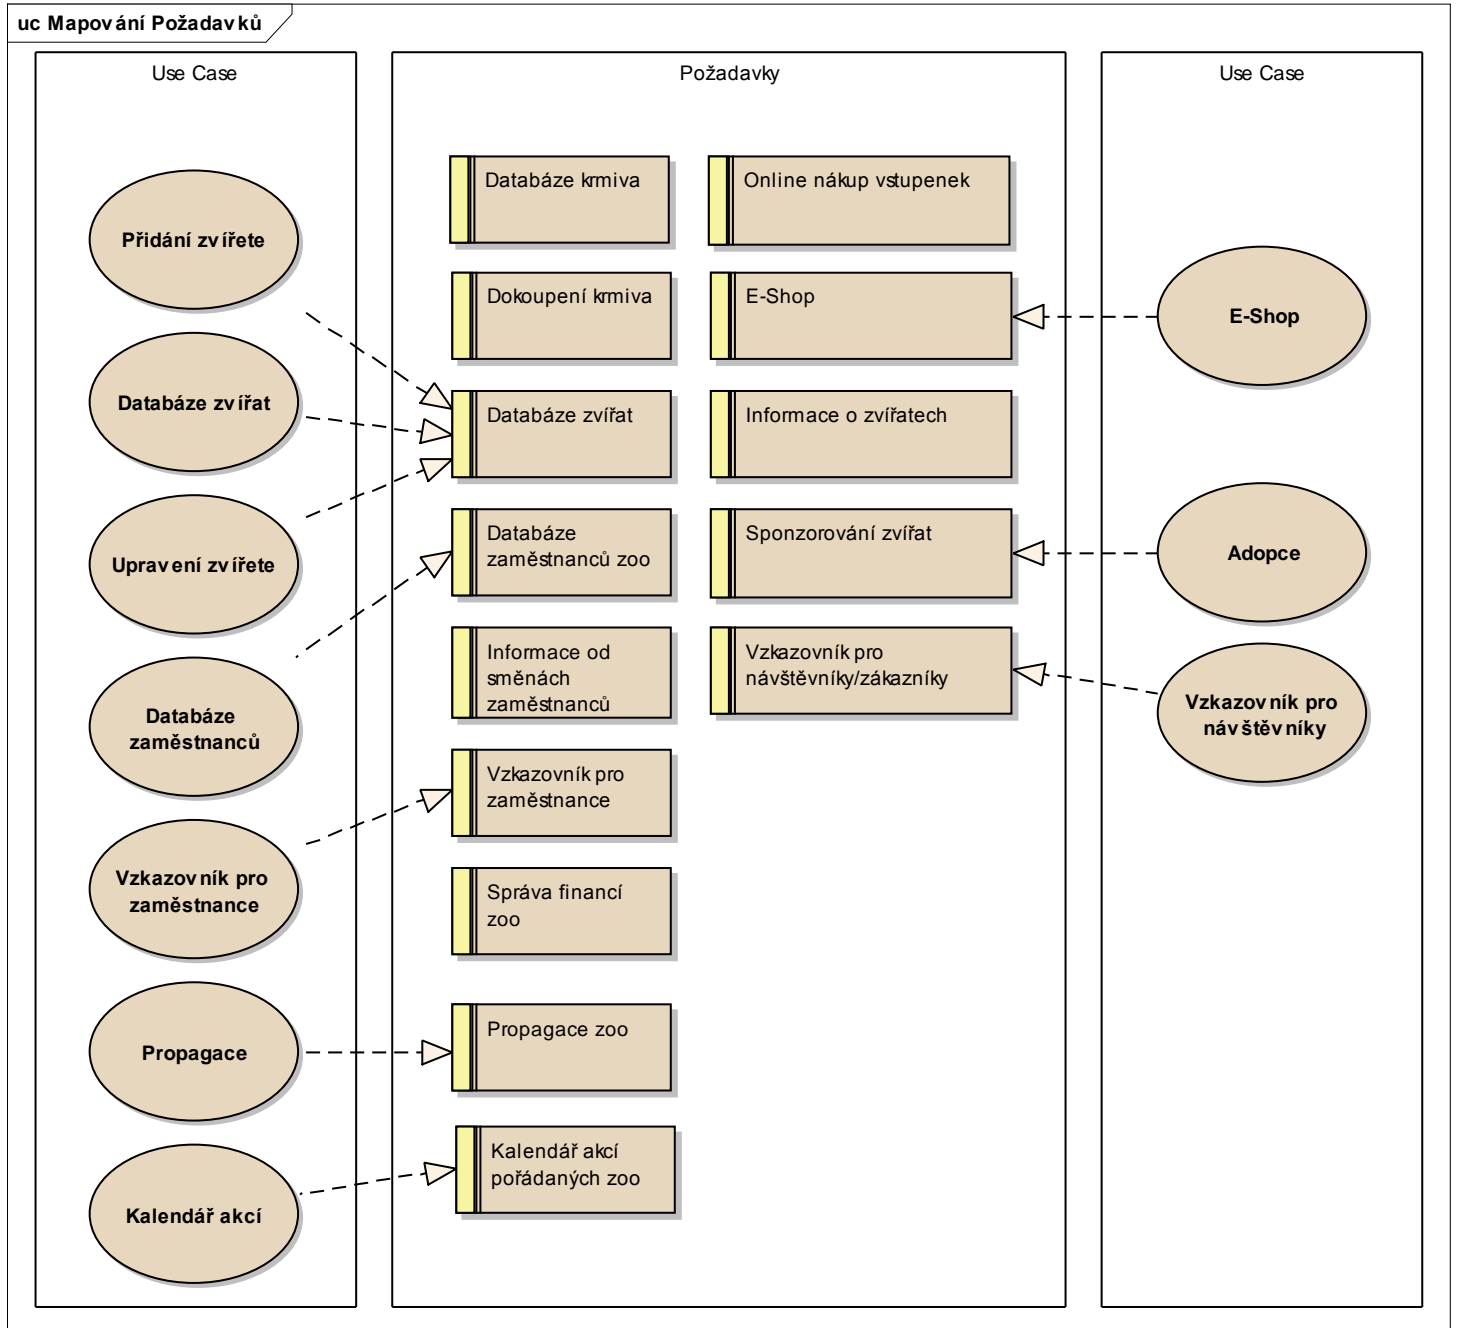 uc Mapování Požadavků
Use Case
Přidání zvířete
Databáze zvířat
Upravení zvířete
Databáze
zaměstnanců
Vzkazovník pro
zaměstnance
Propagace
Kalendář akcí
Požadavky
Databáze krmiva
Dokoupení krmiva
Databáze zvířat
Databáze
zaměstnanců zoo
Informace od
směnách
zaměstnanců
Vzkazovník pro
zaměstnance
Správa financí
zoo
Propagace zoo
Kalendář akcí
pořádaných zoo
Online nákup vstupenek
E-Shop
Informace o zvířatech
Sponzorování zvířat
Vzkazovník pro
návštěvníky/zákazníky
Use Case
E-Shop
Adopce
Vzkazovník pro
návštěvníky